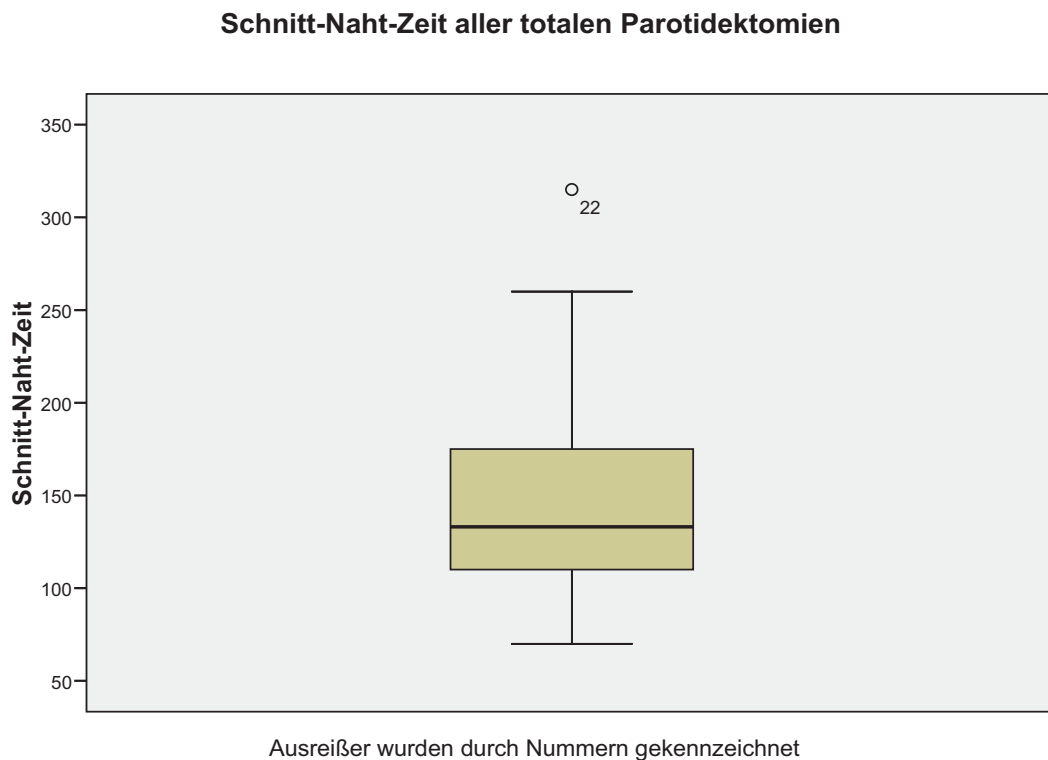 Schnitt-Naht-Zeit aller totalen Parotidektomien
350
300
250
200
150
100
50
Schnitt-Naht-Zeit
22
Ausreißer wurden durch Nummern gekennzeichnet